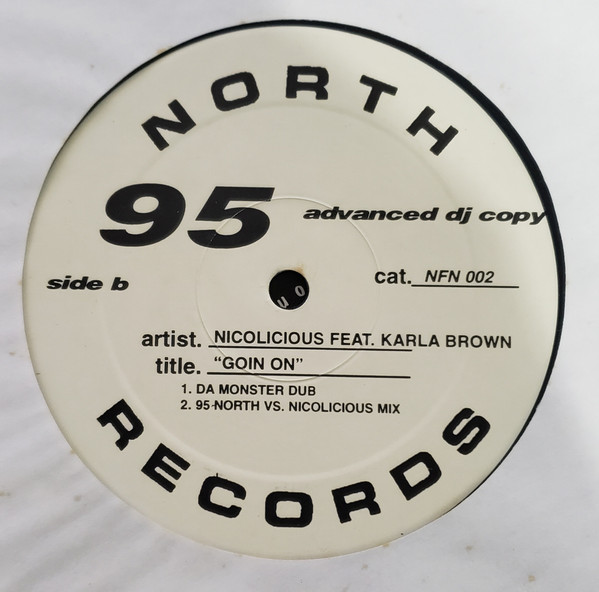 NORTH
95
advanced dj copy
side b
cat. NFN 002
artist. NICOLICIOUS FEAT. KARLA BROWN
title. "GOIN ON"
1. DA MONSTER DUB
2. 95-NORTH VS. NICOLICIOUS MIX
RECORDS